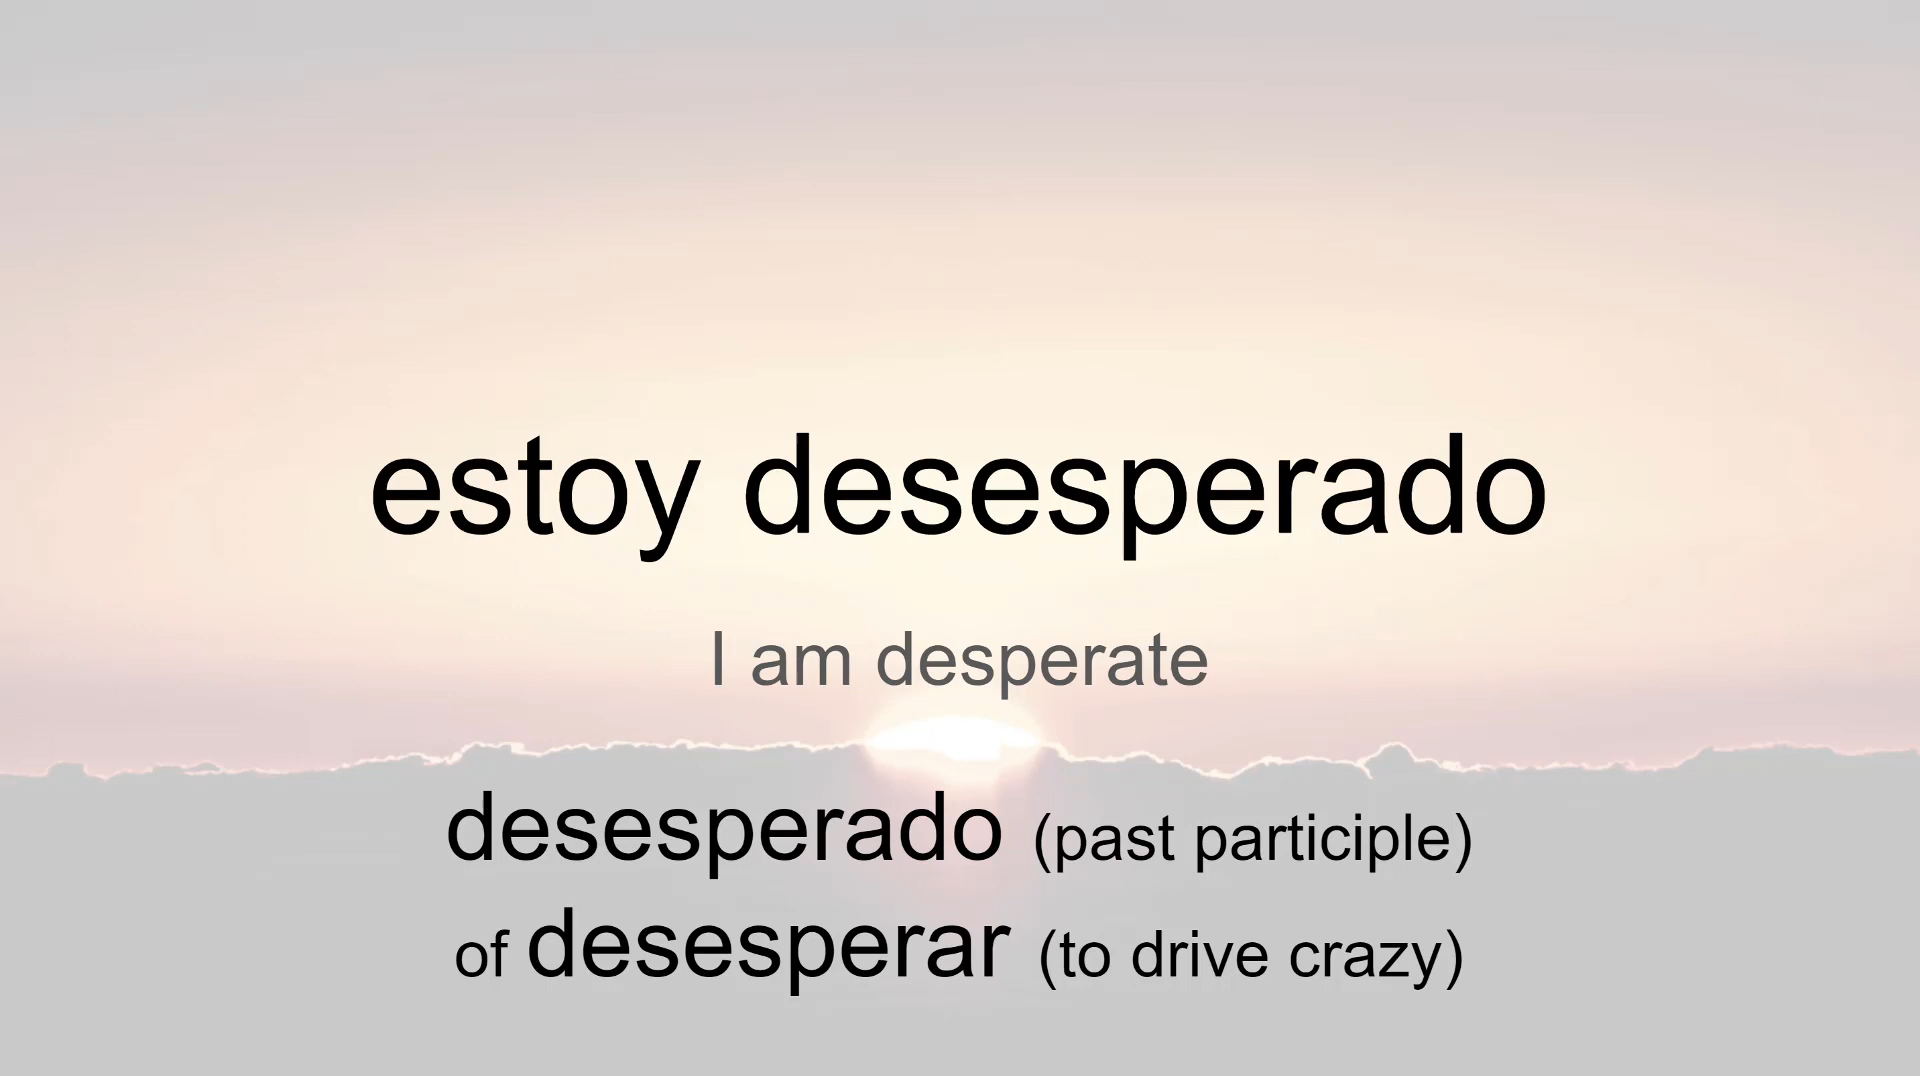 estoy desesperado
I am desperate
desesperado (past participle)
of desesperar (to drive crazy)